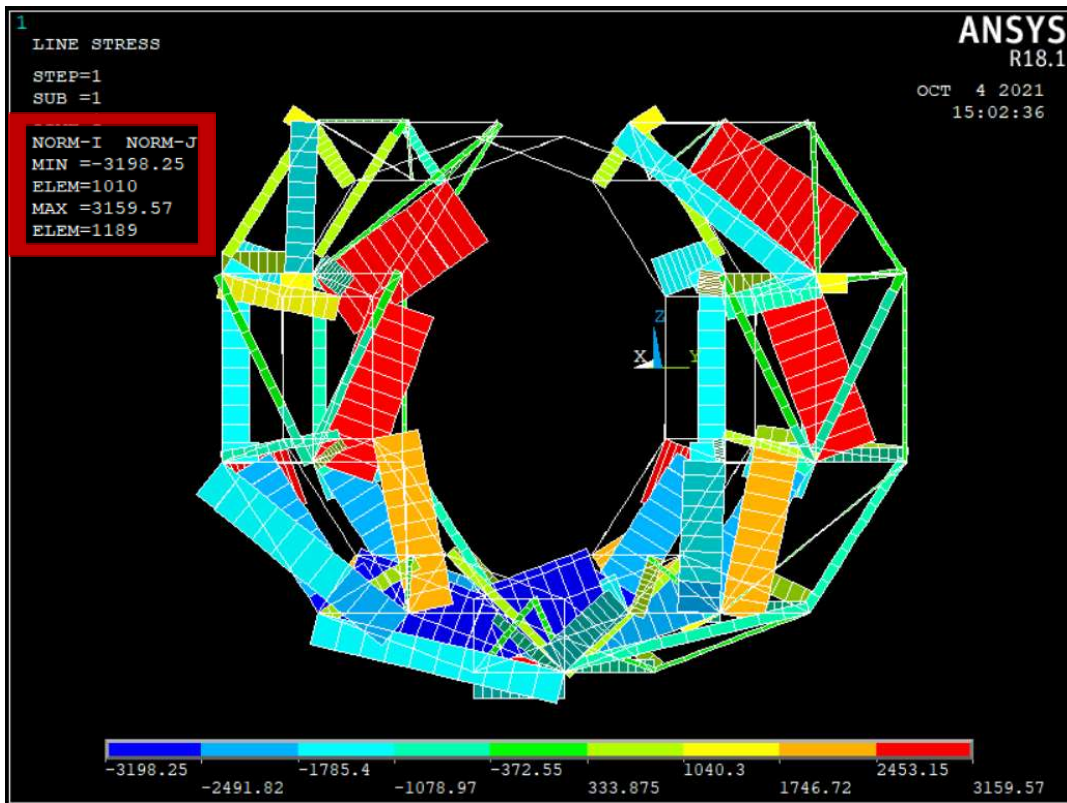 1
LINE STRESS
STEP=1
SUB =1
NORM-I NORM-J
MIN =-3198.25
ELEM=1010
MAX =3159.57
ELEM=1189
ANSYS
R18.1
OCT 4 2021
15:02:36
Z
X Y
-3198.25 -1785.4 -372.55 1040.3 2453.15
-2491.82 -1078.97 333.875 1746.72 3159.57